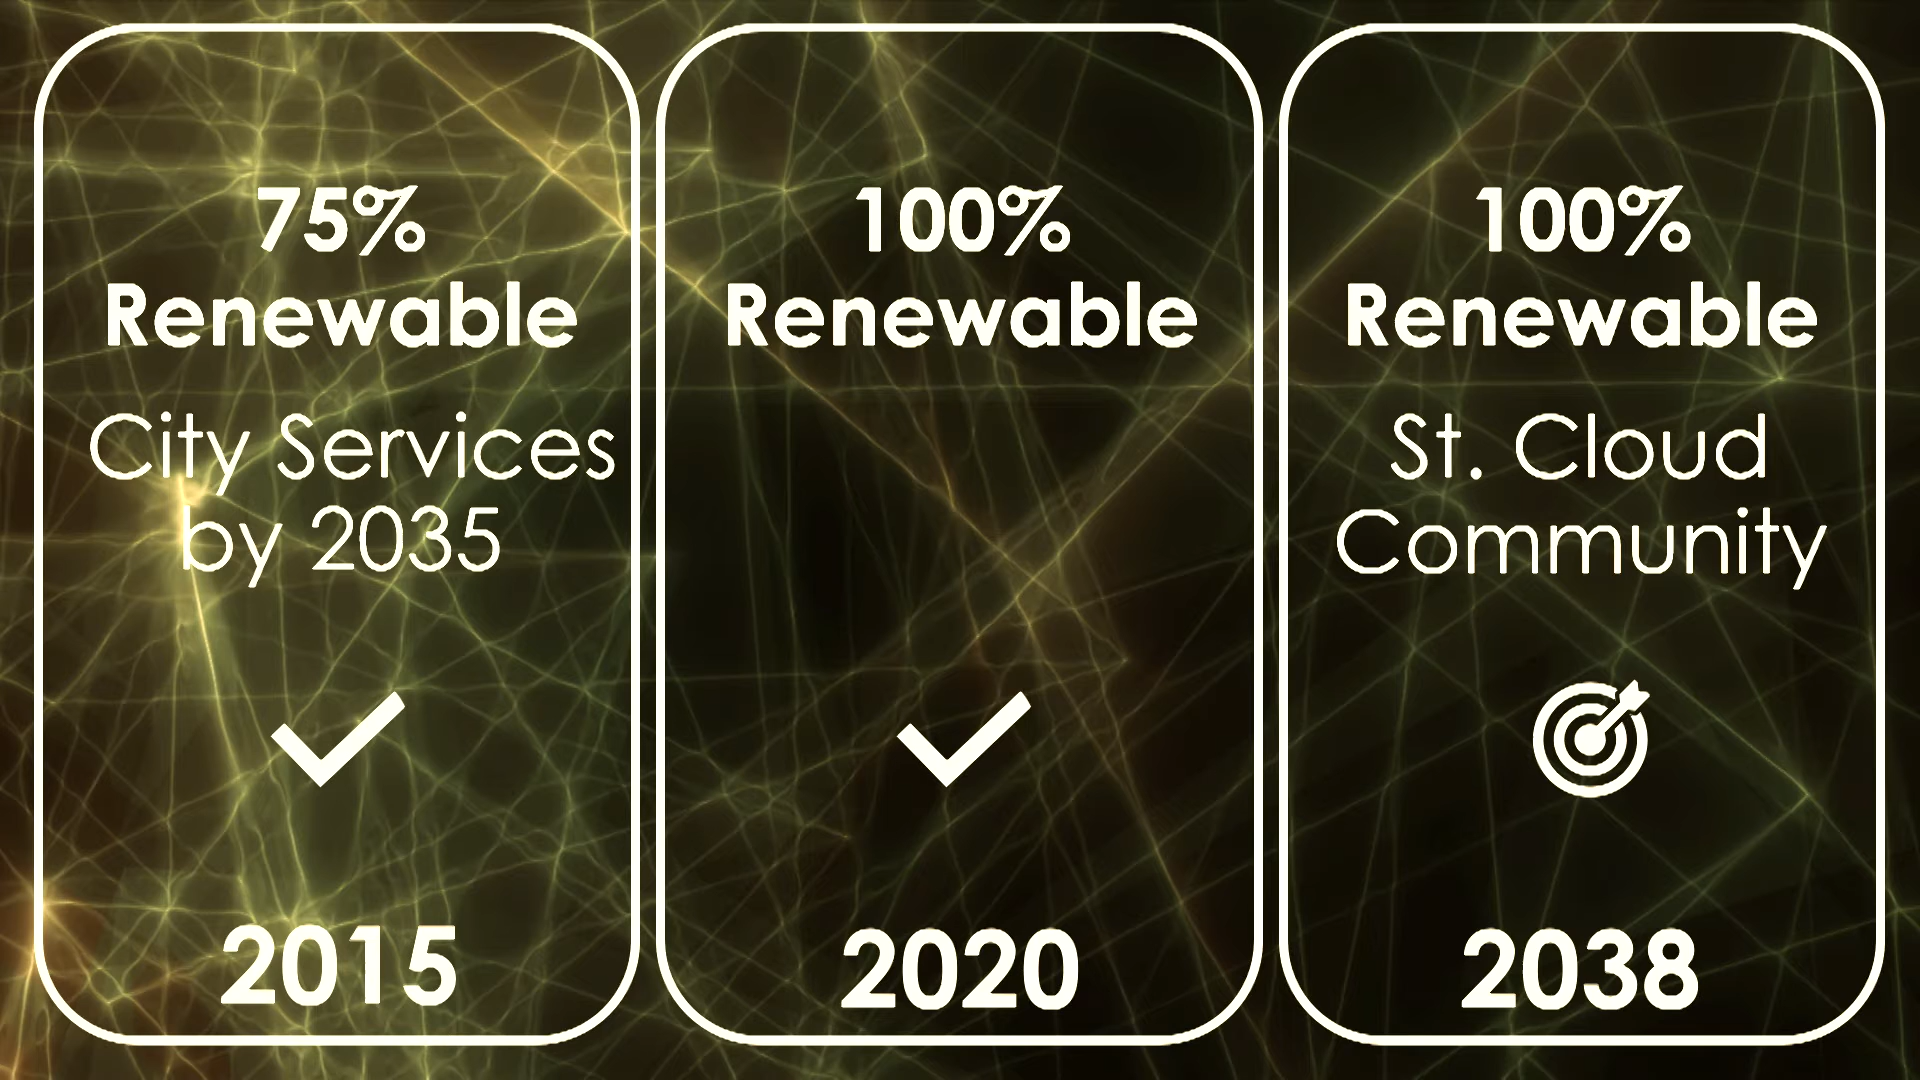 75%
Renewable
City Services
by 2035
2015
100%
Renewable
2020
100%
Renewable
St. Cloud
Community
2038